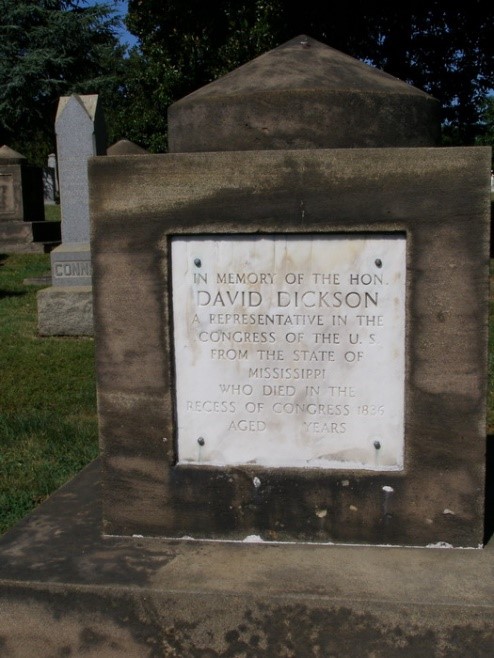 IN MEMORY OF THE HON.
DAVID DICKSON
A REPRESENTATIVE IN THE
CONGRESS OF THE U. S.
FROM THE STATE OF
MISSISSIPPI
WHO DIED IN THE
RECESS OF CONGRESS 1836
AGED YEARS
CONN